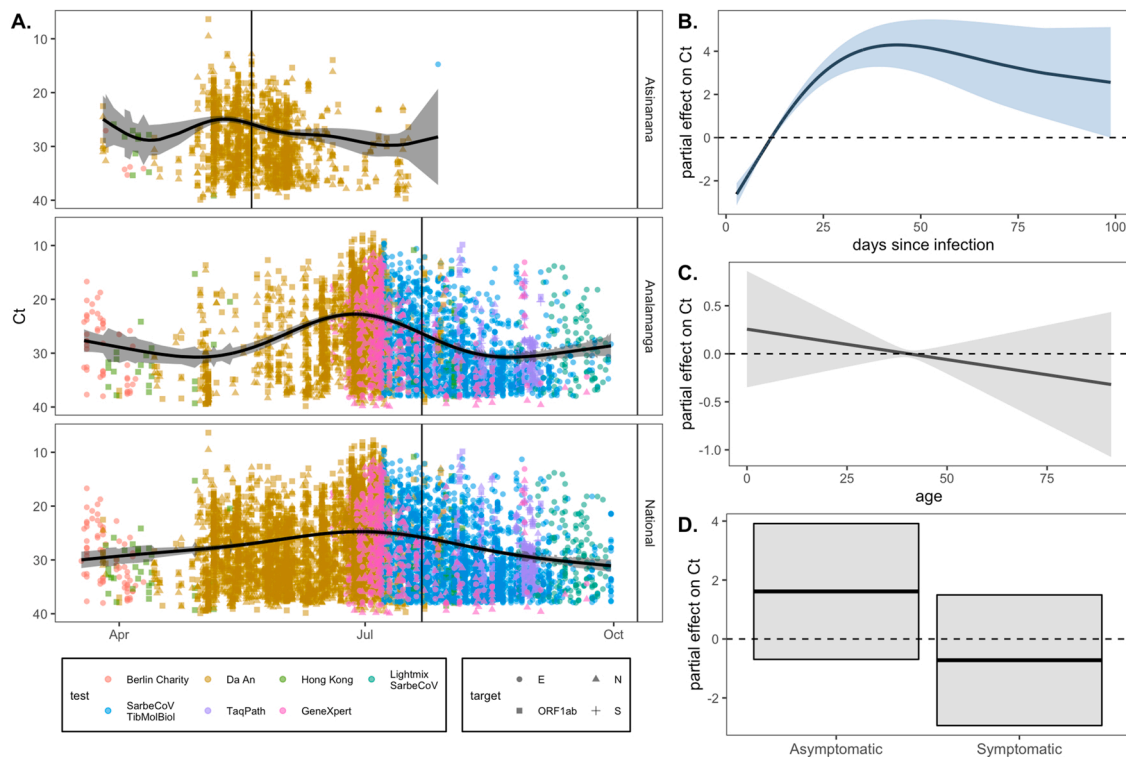 A.
10
20
30
40
Atsinanana
10
20
30
40
Analamanga
Ct
10
20
30
40
National
Apr
Jul
Oct
test
Berlin Charity
Da An
Hong Kong
Lightmix
SarbeCoV
SarbeCoV
TibMolBiol
TaqPath
GeneXpert
target
E
N
ORF1ab
S
B.
partial effect on Ct
4
2
0
-2
0
25
50
75
100
days since infection
C.
partial effect on Ct
0.5
0.0
-0.5
-1.0
0
25
50
75
age
D.
partial effect on Ct
4
2
0
-2
Asymptomatic
Symptomatic